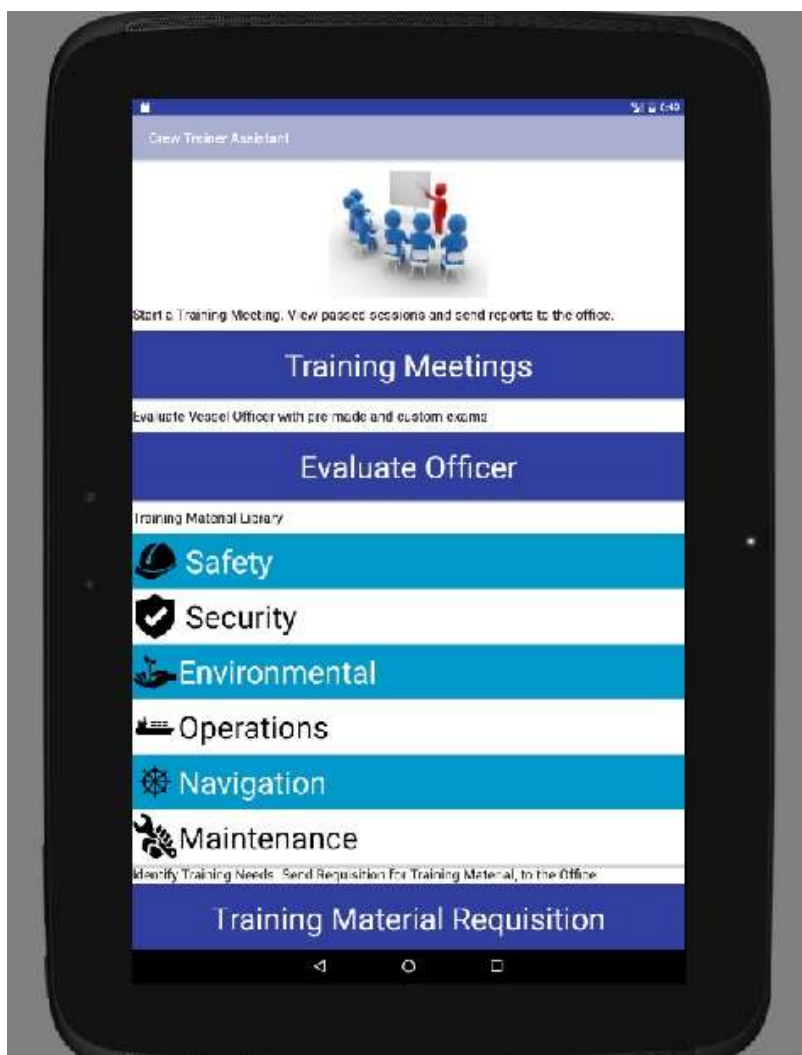 6:40
Crew Trainer Assistant
Start a Training Meeting. View passed sessions and send reports to the office.
Training Meetings
Evaluate Vessel Officer with pre made and custom exams
Evaluate Officer
Training Material Library
Safety
Security
Environmental
Operations
Navigation
Maintenance
Identify Training Needs. Send Requisition for Training Material, to the Office
Training Material Requisition